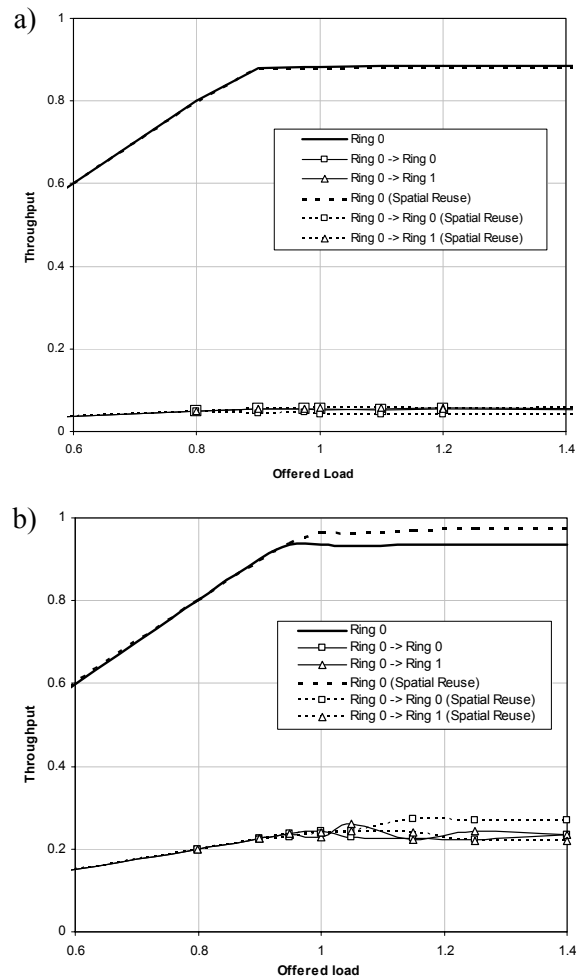 a)
1
0.8
0.6
0.4
0.2
0
Throughput
Ring 0
Ring 0 -> Ring 0
Ring 0 -> Ring 1
Ring 0 (Spatial Reuse)
Ring 0 -> Ring 0 (Spatial Reuse)
Ring 0 -> Ring 1 (Spatial Reuse)
0.6 0.8 1 1.2 1.4
Offered Load
b)
1
0.8
0.6
0.4
0.2
0
Throughput
Ring 0
Ring 0 -> Ring 0
Ring 0 -> Ring 1
Ring 0 (Spatial Reuse)
Ring 0 -> Ring 0 (Spatial Reuse)
Ring 0 -> Ring 1 (Spatial Reuse)
0.6 0.8 1 1.2 1.4
Offered load